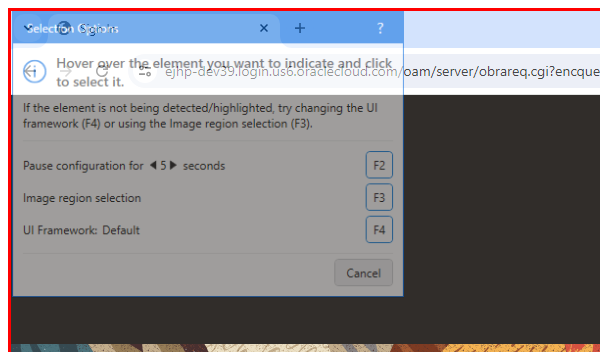 Selection Options
Sign In
?
Hover over the element you want to indicate and click
to select it.
ejhp-dev39.login.us6.oraclecloud.com/oam/server/obrareq.cgi?encque
If the element is not being detected/highlighted, try changing the UI
framework (F4) or using the Image region selection (F3).
Pause configuration for 5 seconds
F2
Image region selection
F3
UI Framework: Default
F4
Cancel